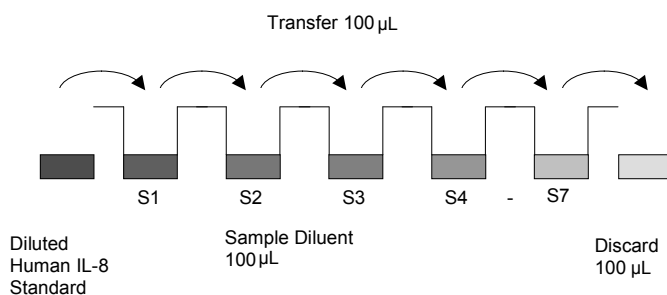 Transfer 100 µL
S1 S2 S3 S4 - S7
Diluted
Human IL-8
Standard
Sample Diluent
100 µL
Discard
100 µL